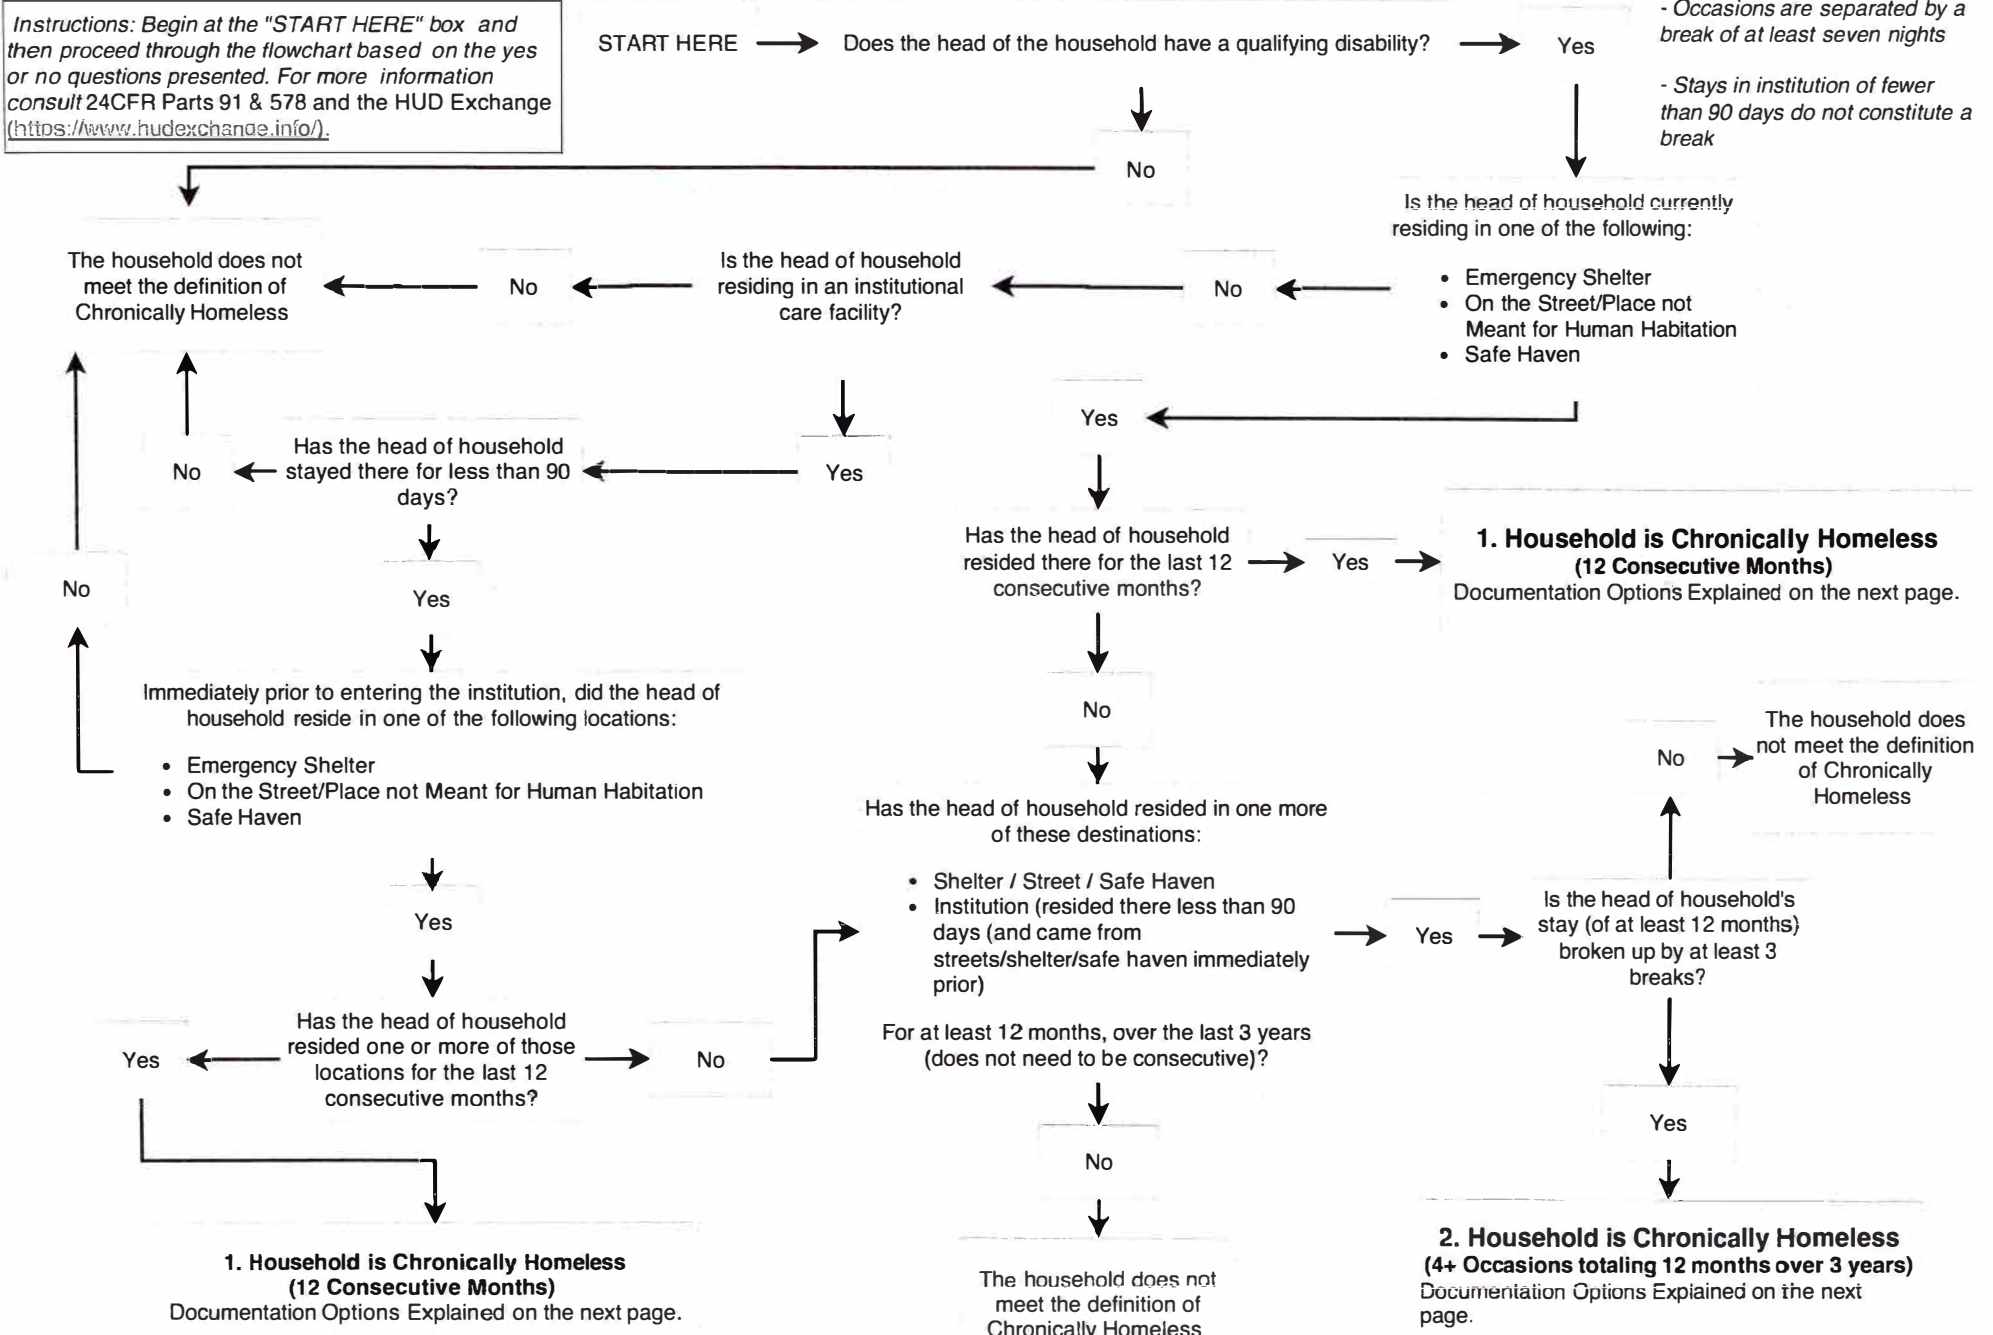 Instructions: Begin at the "START HERE" box and
then proceed through the flowchart based on the yes
or no questions presented. For more information
consult 24CFR Parts 91 & 578 and the HUD Exchange
(https://www.hudexchange.info/).
START HERE
Does the head of the household have a qualifying disability?
Yes
- Occasions are separated by a
break of at least seven nights
- Stays in institution of fewer
than 90 days do not constitute a
break
No
Is the head of household currently
residing in one of the following:
• Emergency Shelter
• On the Street/Place not
Meant for Human Habitation
• Safe Haven
No
Is the head of household
residing in an institutional
care facility?
No
The household does not
meet the definition of
Chronically Homeless
Yes
Yes
Has the head of household
stayed there for less than 90
days?
No
Has the head of household
resided there for the last 12
consecutive months?
Yes
1. Household is Chronically Homeless
(12 Consecutive Months)
Documentation Options Explained on the next page.
No
Yes
Immediately prior to entering the institution, did the head of
household reside in one of the following locations:
• Emergency Shelter
• On the Street/Place not Meant for Human Habitation
• Safe Haven
No
No
The household does
not meet the definition
of Chronically
Homeless
Has the head of household resided in one more
of these destinations:
• Shelter / Street / Safe Haven
• Institution (resided there less than 90
days (and came from
streets/shelter/safe haven immediately
prior)
For at least 12 months, over the last 3 years
(does not need to be consecutive)?
Yes
Is the head of household's
stay (of at least 12 months)
broken up by at least 3
breaks?
Yes
Yes
Has the head of household
resided one or more of those
locations for the last 12
consecutive months?
No
Yes
No
1. Household is Chronically Homeless
(12 Consecutive Months)
Documentation Options Explained on the next page.
The household does not
meet the definition of
Chronically Homeless
2. Household is Chronically Homeless
(4+ Occasions totaling 12 months over 3 years)
Documentation Options Explained on the next
page.